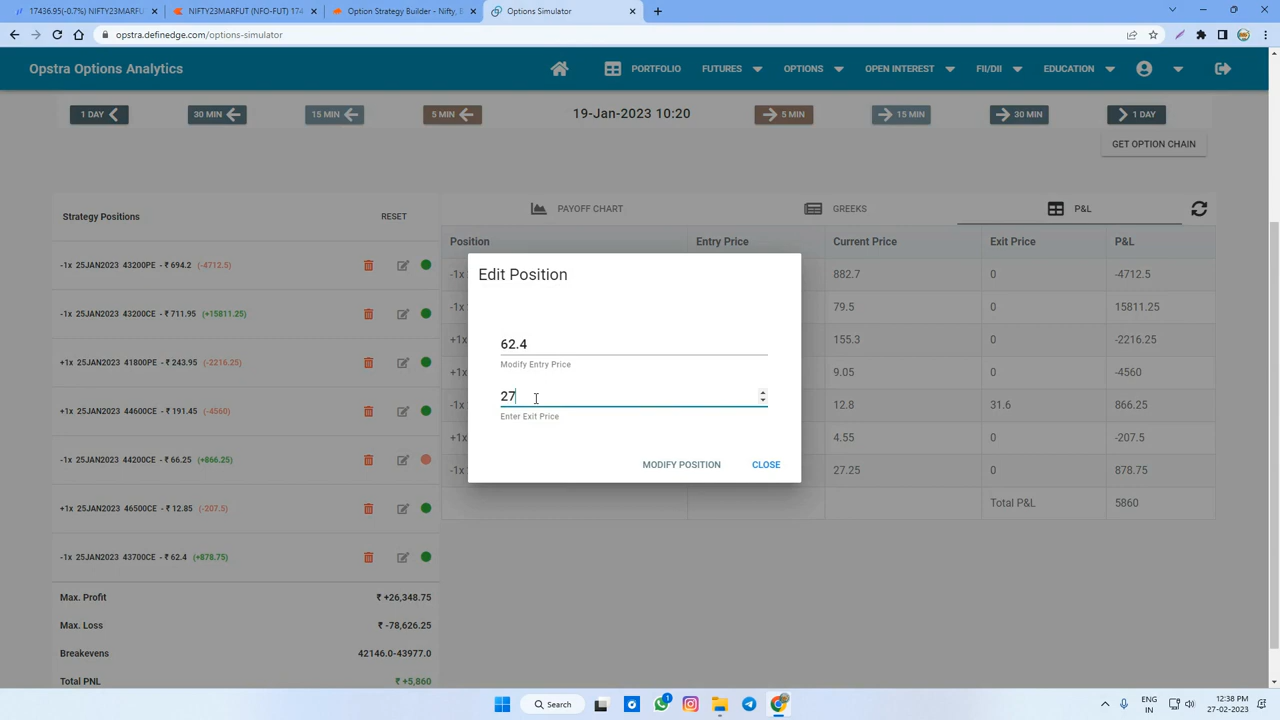 17436.95(-0.17%) NIFTY23MARFU
NIFTY23MARFUT (NFO-FUT) 174
Option Strategy Builder - Nifty, B
Options Simulator
opstra.definedge.com/options-simulator
Opstra Options Analytics
PORTFOLIO FUTURES OPTIONS OPEN INTEREST FII/DII EDUCATION
1 DAY 30 MIN 15 MIN 5 MIN 19-Jan-2023 10:20 5 MIN 15 MIN 30 MIN 1 DAY
GET OPTION CHAIN
Strategy Positions RESET
-1x 25JAN2023 43200PE - ₹ 694.2 (-4712.5)
-1x 25JAN2023 43200CE - ₹ 711.95 (+15811.25)
+1x 25JAN2023 41800PE - ₹ 243.95 (-2216.25)
+1x 25JAN2023 44600CE - ₹ 191.45 (-4560)
-1x 25JAN2023 44200CE - ₹ 66.25 (+866.25)
+1x 25JAN2023 46500CE - ₹ 12.85 (-207.5)
-1x 25JAN2023 43700CE - ₹ 62.4 (+878.75)
Max. Profit ₹ +26,348.75
Max. Loss ₹ -78,626.25
Breakevens 42146.0-43977.0
Total PNL ₹ +5,860
PAYOFF CHART GREEKS P&L
Position Entry Price Current Price Exit Price P&L
-1x 882.7 0 -4712.5
-1x 79.5 0 15811.25
+1x 155.3 0 -2216.25
+1x 9.05 0 -4560
-1x 12.8 31.6 866.25
+1x 4.55 0 -207.5
-1x 27.25 0 878.75
Total P&L 5860
Edit Position
62.4
Modify Entry Price
27
Enter Exit Price
MODIFY POSITION CLOSE
Search
1
ENG
IN
12:38 PM
27-02-2023